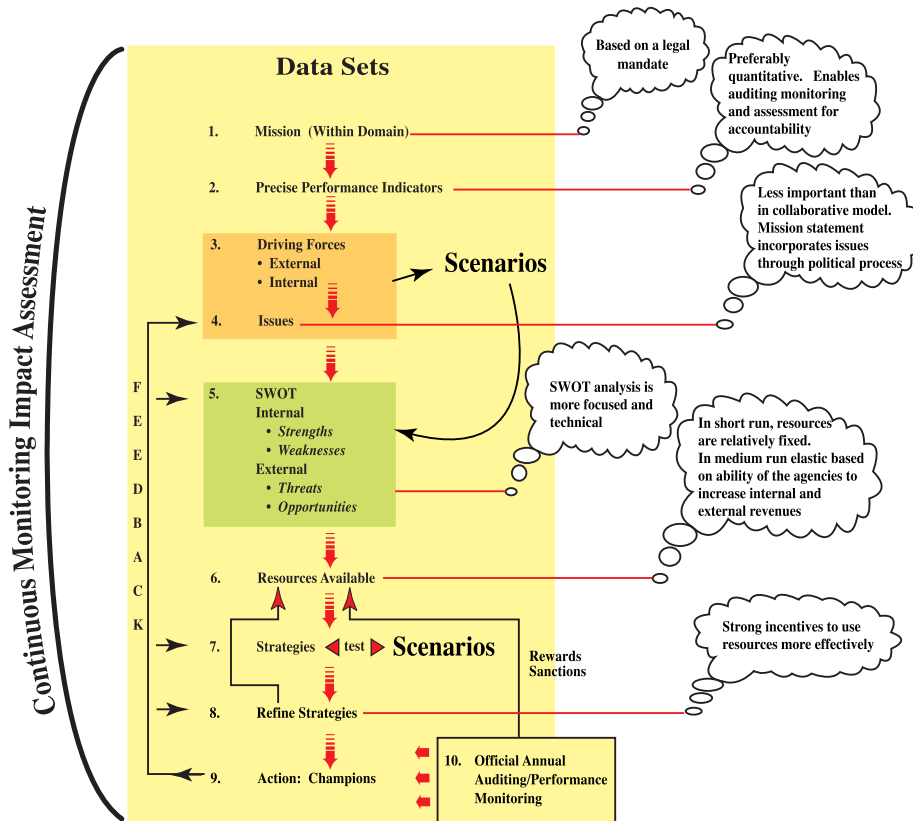 Continuous Monitoring Impact Assessment
Data Sets
1. Mission (Within Domain)
2. Precise Performance Indicators
3. Driving Forces
• External
• Internal
Scenarios
4. Issues
FEEDBACK
5. SWOT
Internal
• Strengths
• Weaknesses
External
• Threats
• Opportunities
6. Resources Available
7. Strategies test Scenarios
Rewards
Sanctions
8. Refine Strategies
9. Action: Champions
10. Official Annual
Auditing/Performance
Monitoring
Based on a legal
mandate
Preferably
quantitative. Enables
auditing monitoring
and assessment for
accountability
Less important than
in collaborative model.
Mission statement
incorporates issues
through political process
SWOT analysis is
more focused and
technical
In short run, resources
are relatively fixed.
In medium run elastic based
on ability of the agencies to
increase internal and
external revenues
Strong incentives to use
resources more effectively